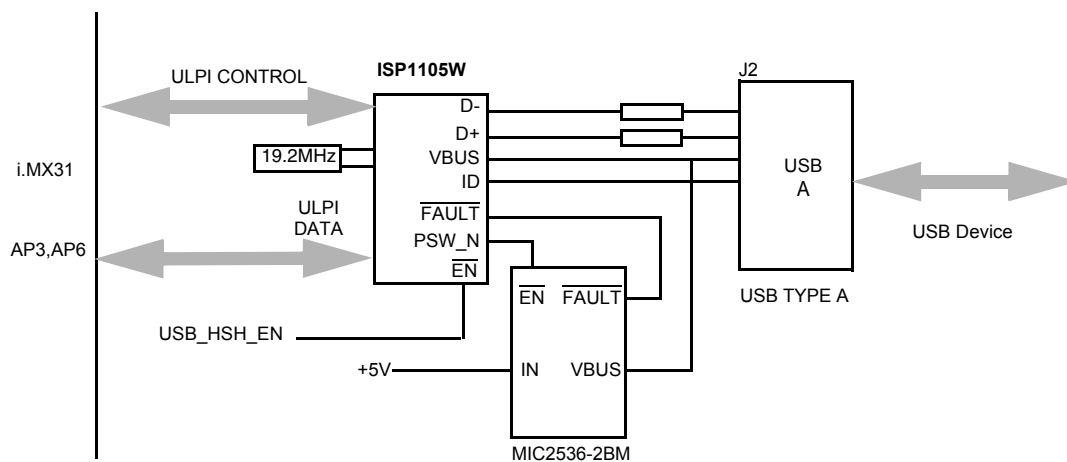 ULPI CONTROL
ISP1105W
J2
D-
D+
19.2MHz
VBUS
USB
A
i.MX31
ID
ULPI
DATA
FAULT
USB Device
AP3,AP6
PSW_N
EN
EN
FAULT
USB TYPE A
USB_HSH_EN
+5V
IN
VBUS
MIC2536-2BM